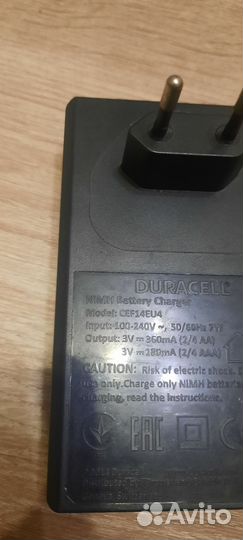 DURACELL
NiMH Battery Charger
Model: CEF14EU4
Input: 100-240V~, 50/60Hz
Output: 3V⎓360mA (2/4 AA)
3V⎓280mA (2/4 AAA)
CAUTION: Risk of electric shock.
use only.Charge only NiMH
charging, read the instructions.
EAC
Avito